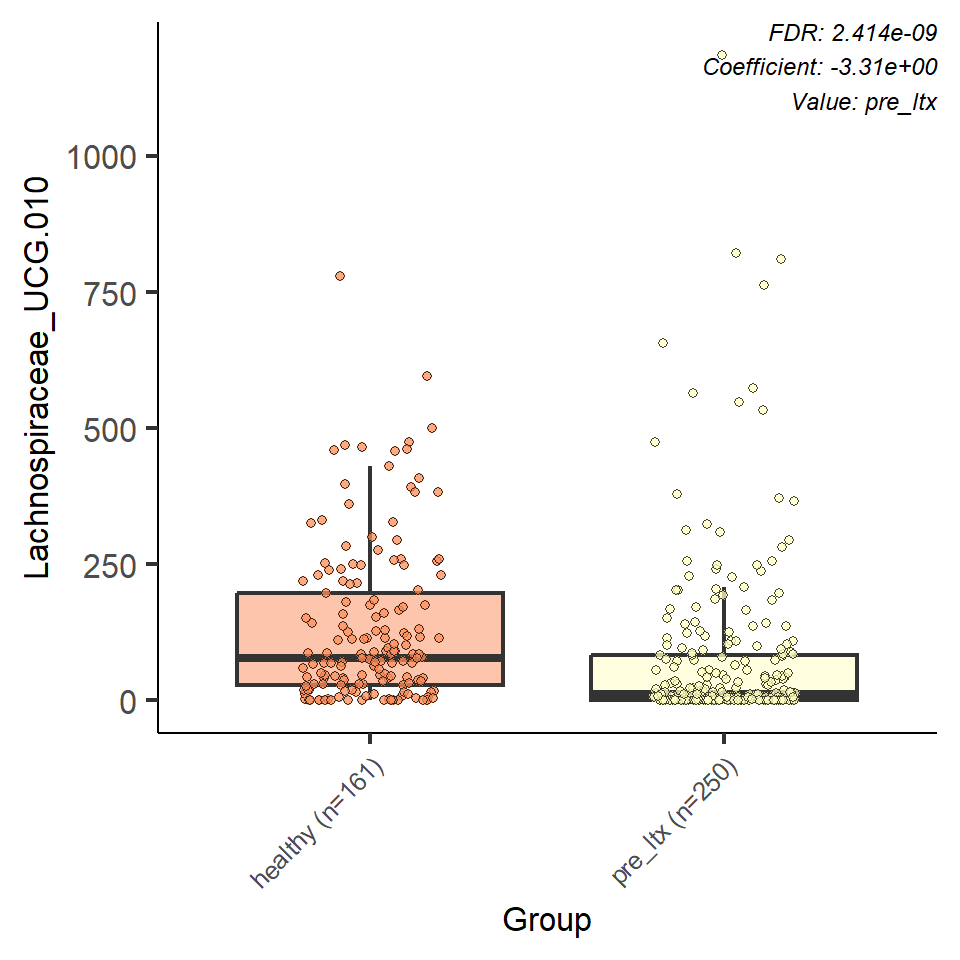 FDR: 2.414e-09
Coefficient: -3.31e+00
Value: pre_ltx
Lachnospiraceae_UCG.010
1000
750
500
250
0
healthy (n=161)
pre_ltx (n=250)
Group